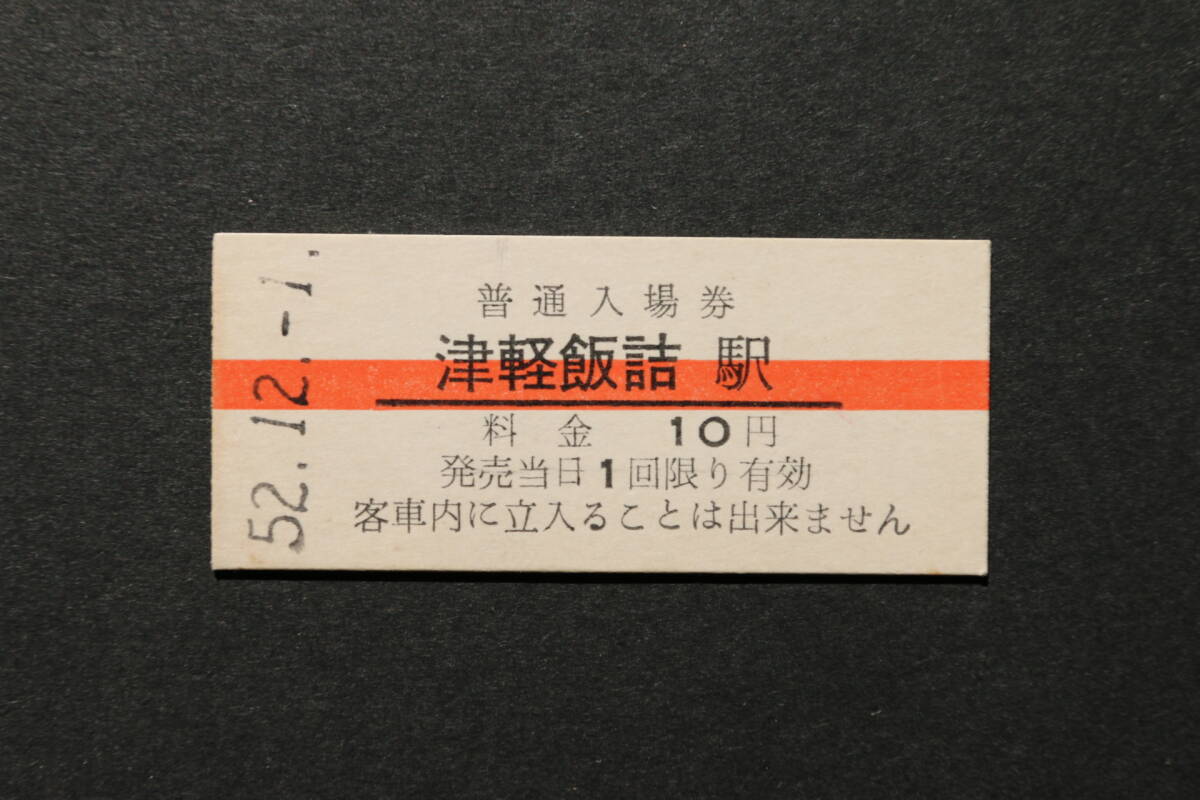 普通入場券
津軽飯詰 駅
料金 10円
発売当日1回限り有効
客車内に立入ることは出来ません
52.12.-1.